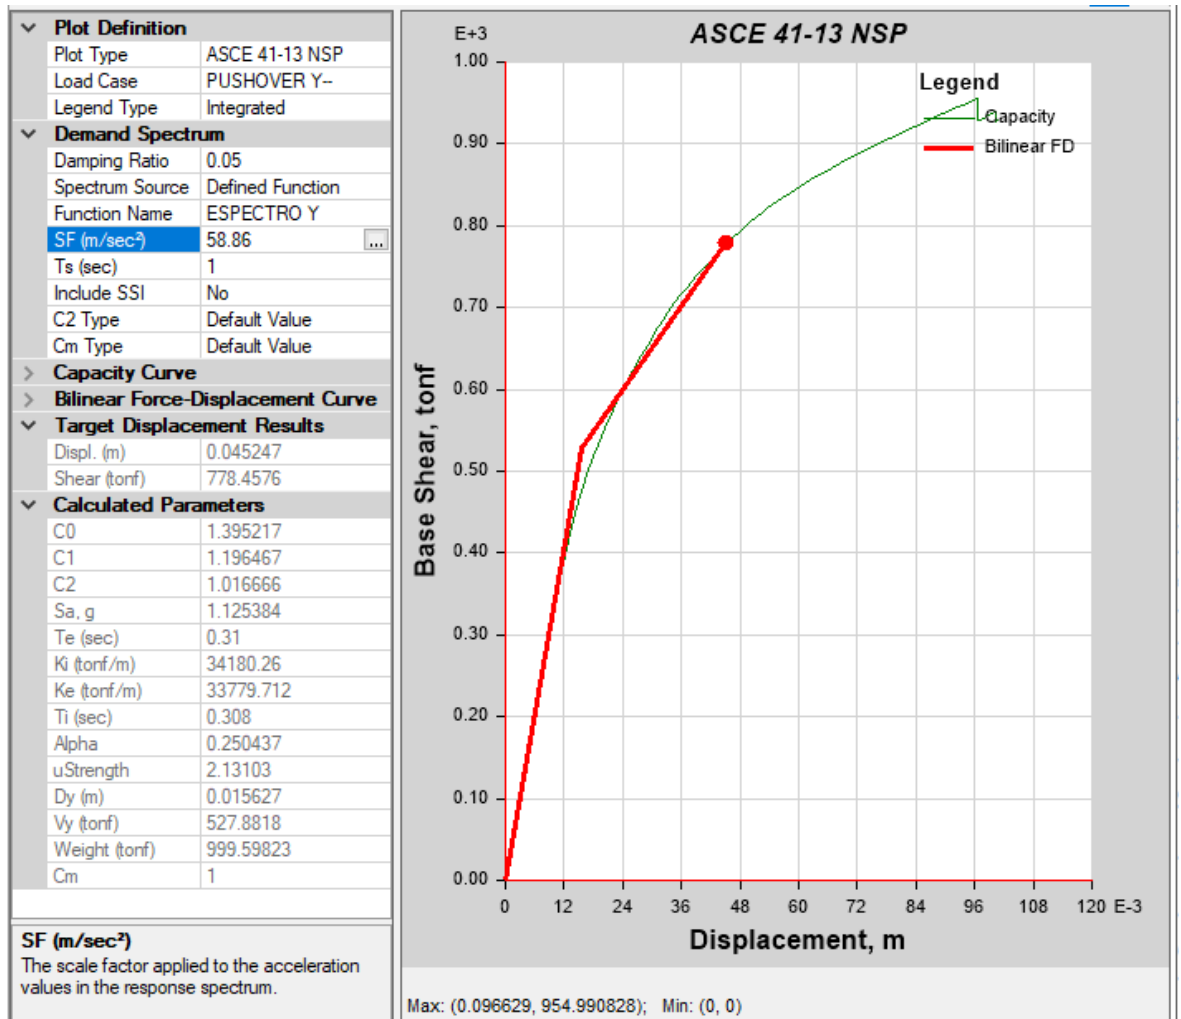 Plot Definition
Plot Type ASCE 41-13 NSP
Load Case PUSHOVER Y--
Legend Type Integrated
Demand Spectrum
Damping Ratio 0.05
Spectrum Source Defined Function
Function Name ESPECTRO Y
SF (m/sec²) 58.86 ...
Ts (sec) 1
Include SSI No
C2 Type Default Value
Cm Type Default Value
Capacity Curve
Bilinear Force-Displacement Curve
Target Displacement Results
Displ. (m) 0.045247
Shear (tonf) 778.4576
Calculated Parameters
C0 1.395217
C1 1.196467
C2 1.016666
Sa, g 1.125384
Te (sec) 0.31
Ki (tonf/m) 34180.26
Ke (tonf/m) 33779.712
Ti (sec) 0.308
Alpha 0.250437
uStrength 2.13103
Dy (m) 0.015627
Vy (tonf) 527.8818
Weight (tonf) 999.59823
Cm 1
SF (m/sec²)
The scale factor applied to the acceleration
values in the response spectrum.
ASCE 41-13 NSP
E+3
1.00
0.90
0.80
0.70
0.60
0.50
0.40
0.30
0.20
0.10
0.00
Base Shear, tonf
Legend
Capacity
Bilinear FD
0 12 24 36 48 60 72 84 96 108 120 E-3
Displacement, m
Max: (0.096629, 954.990828); Min: (0, 0)